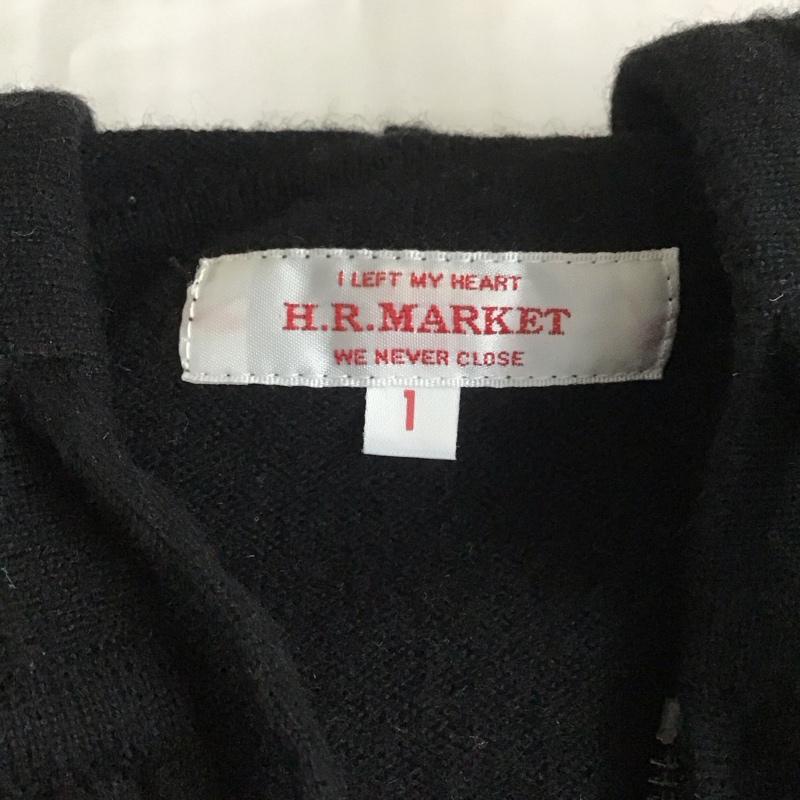 I LEFT MY HEART
H.R.MARKET
WE NEVER CLOSE
1